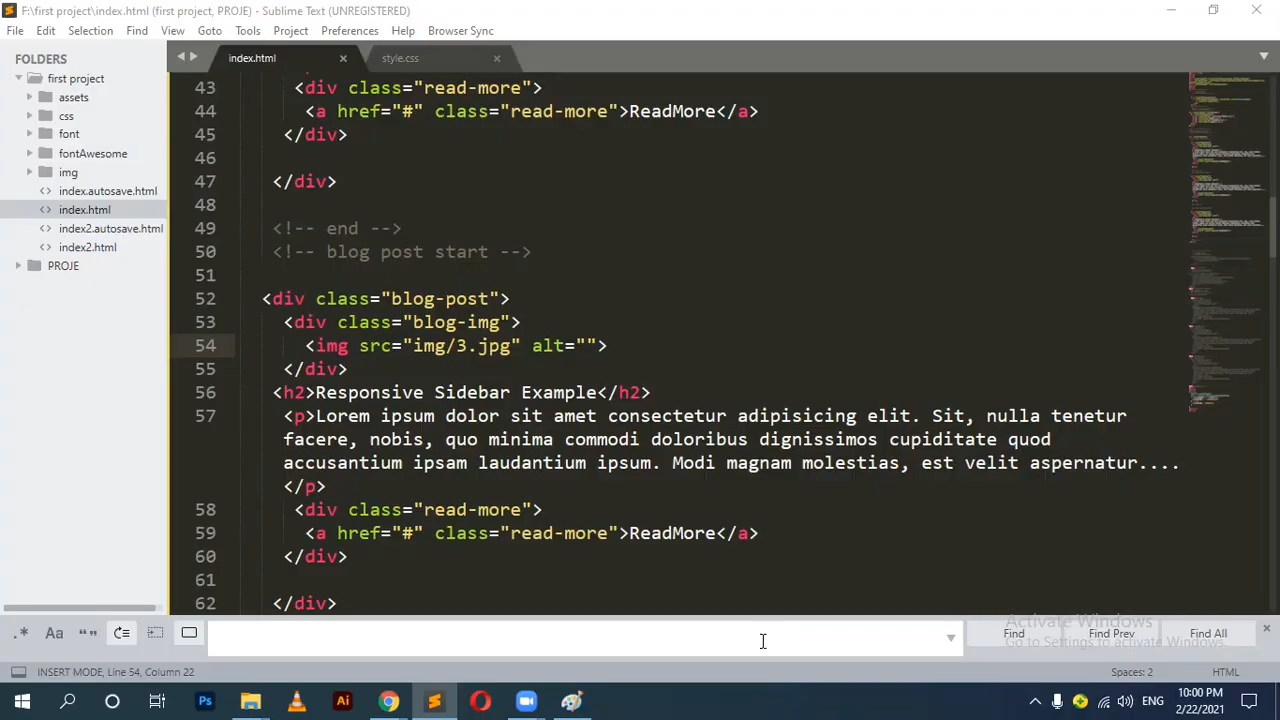 F:\first project\index.html (first project, PROJE) - Sublime Text (UNREGISTERED)
File Edit Selection Find View Goto Tools Project Preferences Help Browser Sync
FOLDERS
first project
assets
css
font
fontAwesome
img
index.autosave.html
index.html
index2.autosave.html
index2.html
PROJE
index.html
style.css
43 <div class="read-more">
44 <a href="#" class="read-more">ReadMore</a>
45 </div>
46
47 </div>
48
49 <!-- end -->
50 <!-- blog post start -->
51
52 <div class="blog-post">
53 <div class="blog-img">
54 <img src="img/3.jpg" alt="">
55 </div>
56 <h2>Responsive Sidebar Example</h2>
57 <p>Lorem ipsum dolor sit amet consectetur adipisicing elit. Sit, nulla tenetur
facere, nobis, quo minima commodi doloribus dignissimos cupiditate quod
accusantium ipsam laudantium ipsum. Modi magnam molestias, est velit aspernatur....
</p>
58 <div class="read-more">
59 <a href="#" class="read-more">ReadMore</a>
60 </div>
61
62 </div>
.* Aa “”
Find Find Prev Find All
Activate Windows
Go to Settings to activate Windows.
INSERT MODE, Line 54, Column 22
Spaces: 2 HTML
Ps Ai
ENG
10:00 PM
2/22/2021